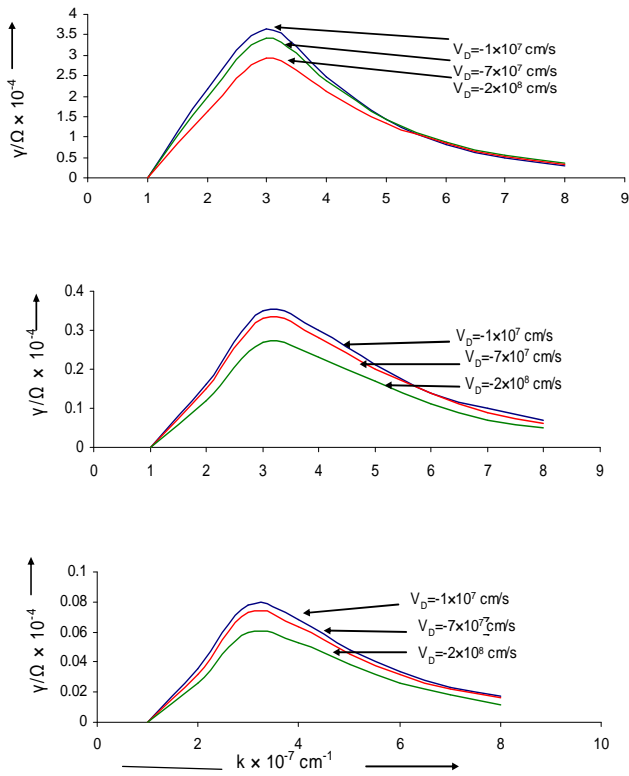 γ/Ω × 10⁻⁴
4
3.5
3
2.5
2
1.5
1
0.5
0
V_D=-1×10⁷ cm/s
V_D=-7×10⁷ cm/s
V_D=-2×10⁸ cm/s
0 1 2 3 4 5 6 7 8 9
γ/Ω × 10⁻⁴
0.4
0.3
0.2
0.1
0
V_D=-1×10⁷ cm/s
V_D=-7×10⁷ cm/s
V_D=-2×10⁸ cm/s
0 1 2 3 4 5 6 7 8 9
γ/Ω × 10⁻⁴
0.1
0.08
0.06
0.04
0.02
0
V_D=-1×10⁷ cm/s
V_D=-7×10⁷ cm/s
V_D=-2×10⁸ cm/s
0 2 4 6 8 10
k × 10⁻⁷ cm⁻¹